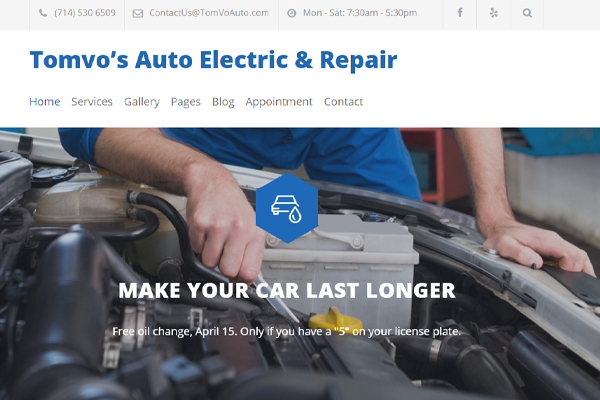 (714) 530 6509 ContactUs@TomVoAuto.com Mon - Sat: 7:30am - 5:30pm
Tomvo's Auto Electric & Repair
Home Services Gallery Pages Blog Appointment Contact
MAKE YOUR CAR LAST LONGER
Free oil change, April 15. Only if you have a "5" on your license plate.